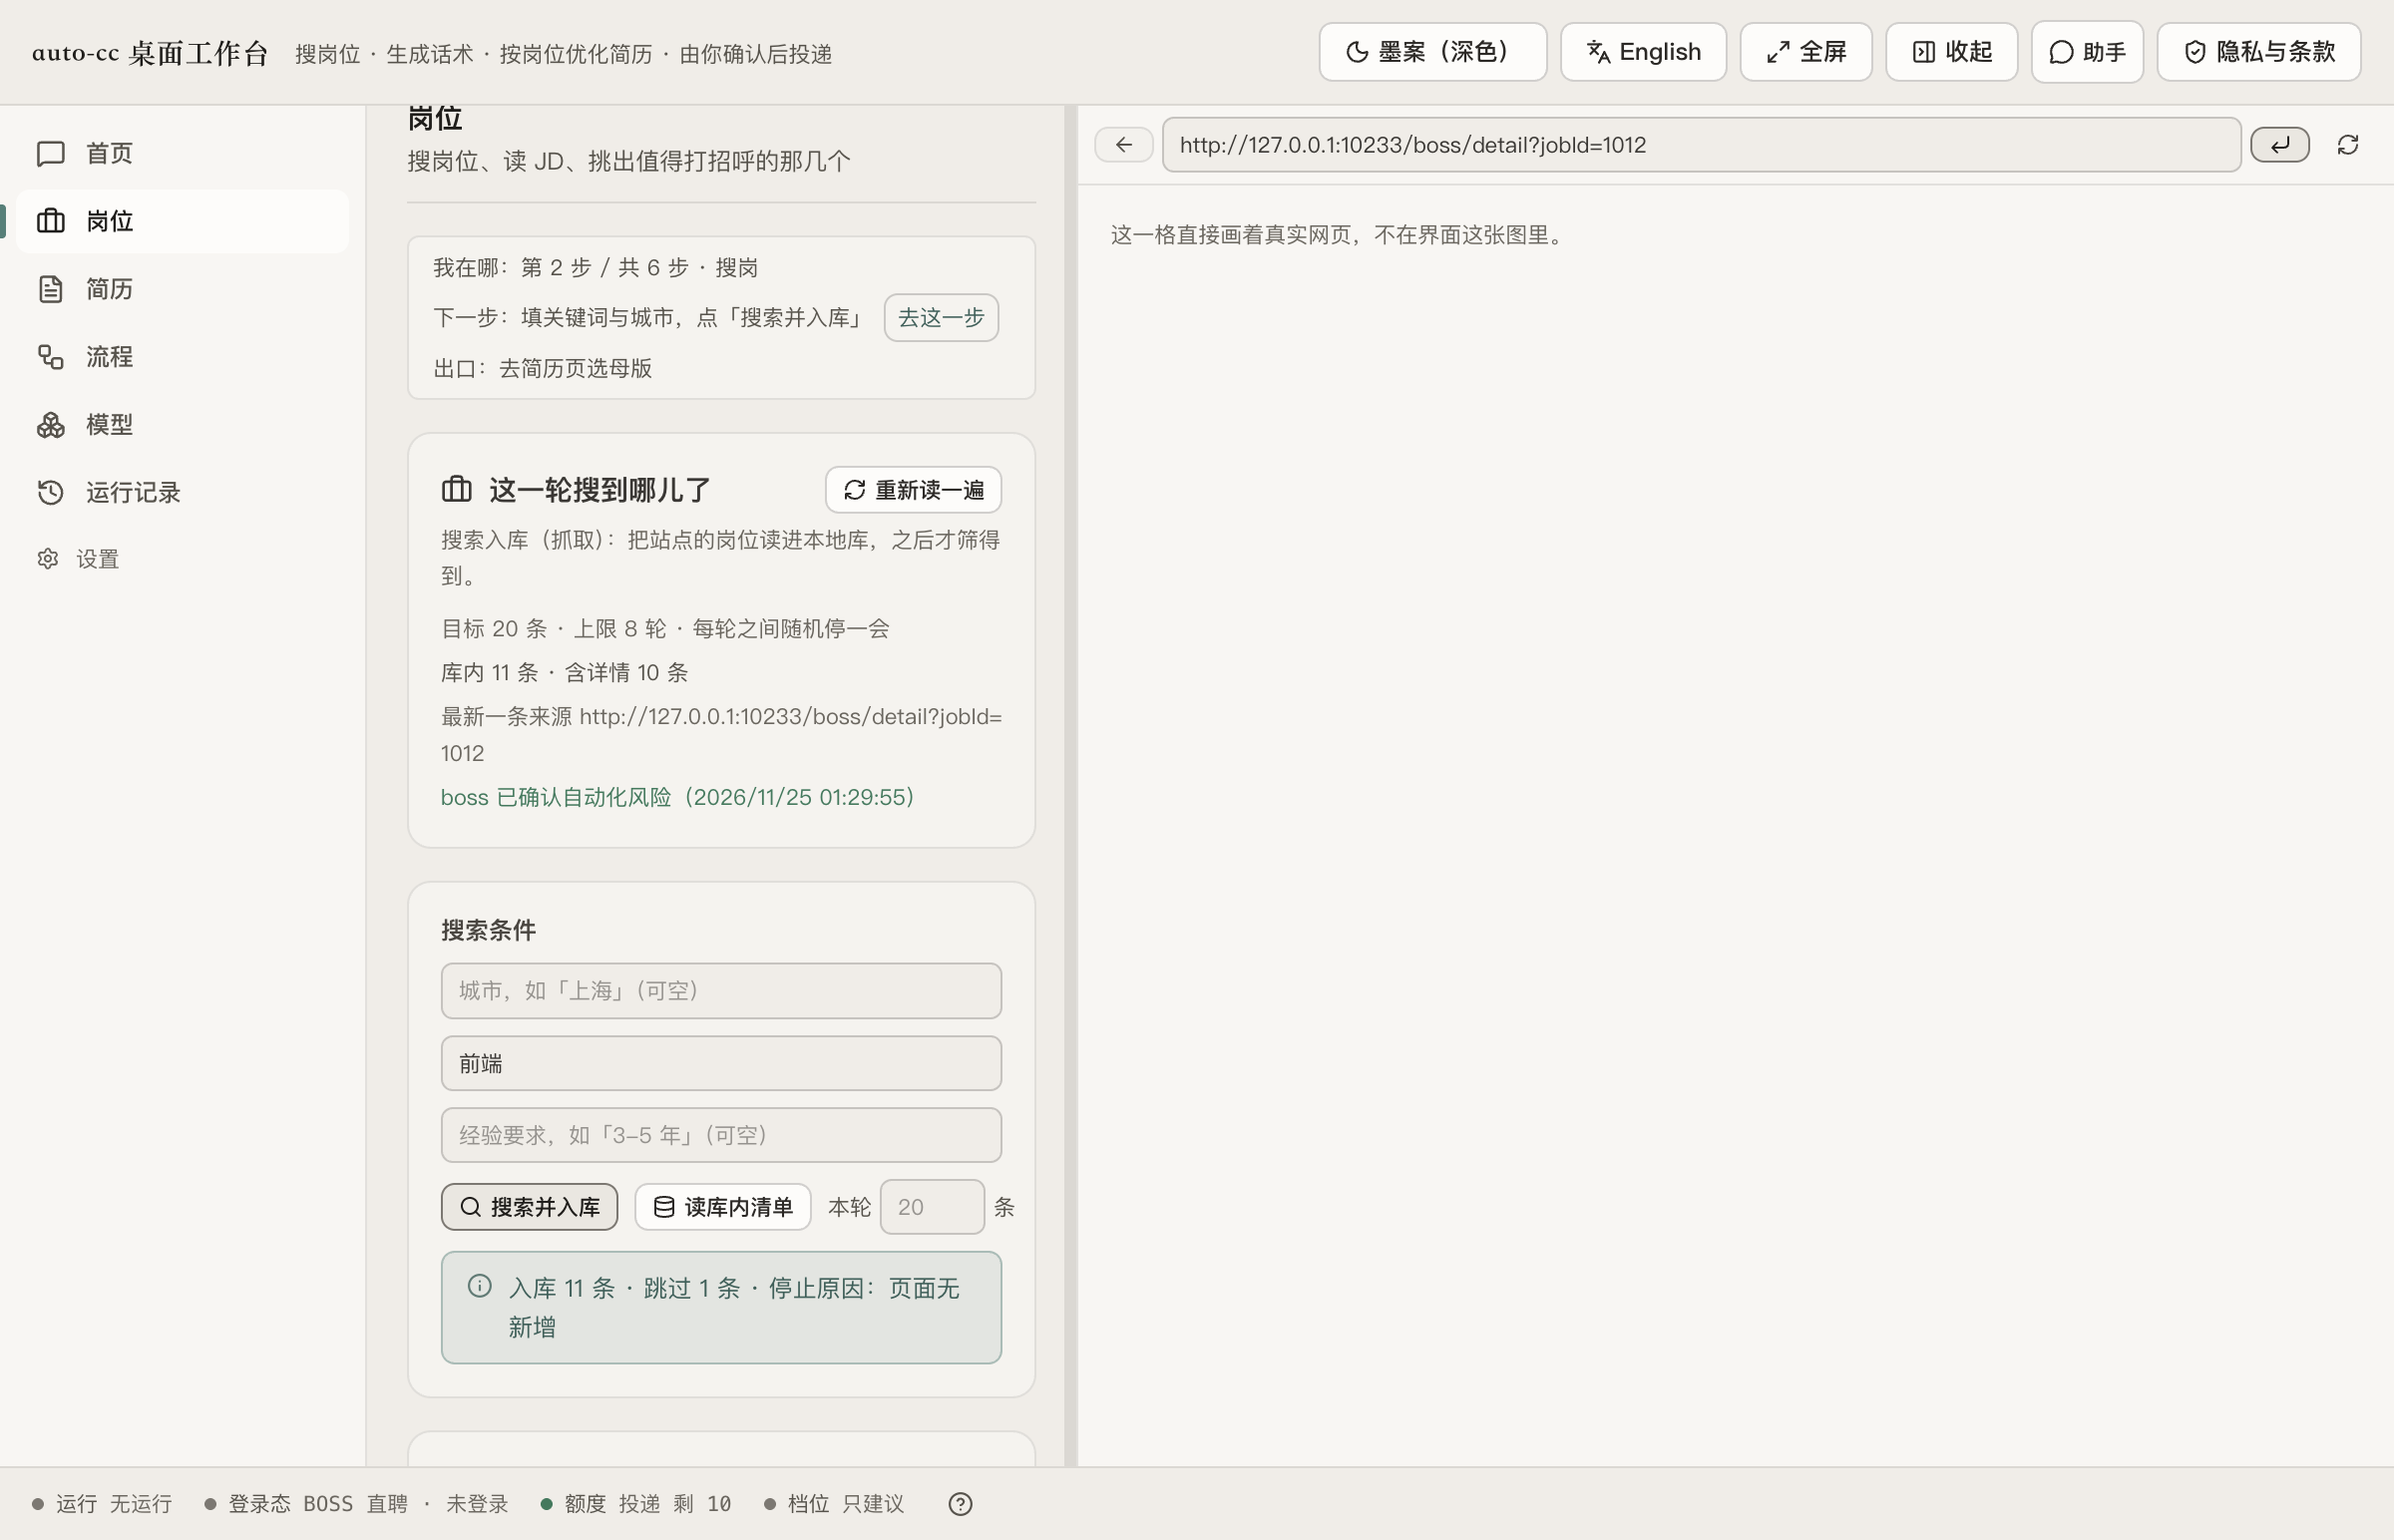 auto-cc 桌面工作台
搜岗位 · 生成话术 · 按岗位优化简历 · 由你确认后投递
墨案（深色）
English
全屏
收起
助手
隐私与条款
首页
岗位
简历
流程
模型
运行记录
设置
岗位
搜岗位、读 JD、挑出值得打招呼的那几个
我在哪：第 2 步 / 共 6 步 · 搜岗
下一步：填关键词与城市，点「搜索并入库」
去这一步
出口：去简历页选母版
这一轮搜到哪儿了
重新读一遍
搜索入库（抓取）：把站点的岗位读进本地库，之后才筛得
到。
目标 20 条 · 上限 8 轮 · 每轮之间随机停一会
库内 11 条 · 含详情 10 条
最新一条来源 http://127.0.0.1:10233/boss/detail?jobId=
1012
boss 已确认自动化风险（2026/11/25 01:29:55）
搜索条件
城市，如「上海」（可空）
前端
经验要求，如「3–5 年」（可空）
搜索并入库
读库内清单
本轮
20
条
入库 11 条 · 跳过 1 条 · 停止原因：页面无
新增
http://127.0.0.1:10233/boss/detail?jobId=1012
这一格直接画着真实网页，不在界面这张图里。
运行 无运行
登录态 BOSS 直聘 · 未登录
额度 投递 剩 10
档位 只建议